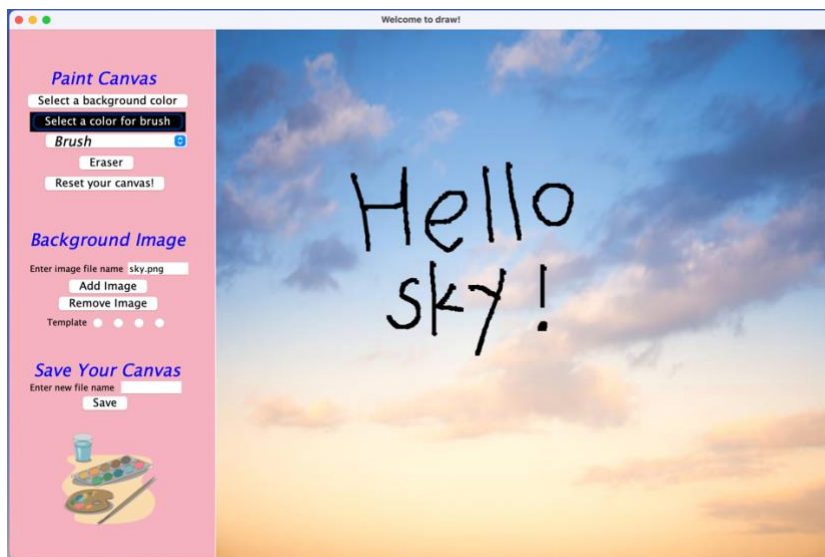 Welcome to draw!
Paint Canvas
Select a background color
Select a color for brush
Brush
Eraser
Reset your canvas!
Background Image
Enter image file name sky.png
Add Image
Remove Image
Template
Save Your Canvas
Enter new file name
Save
Hello
sky!